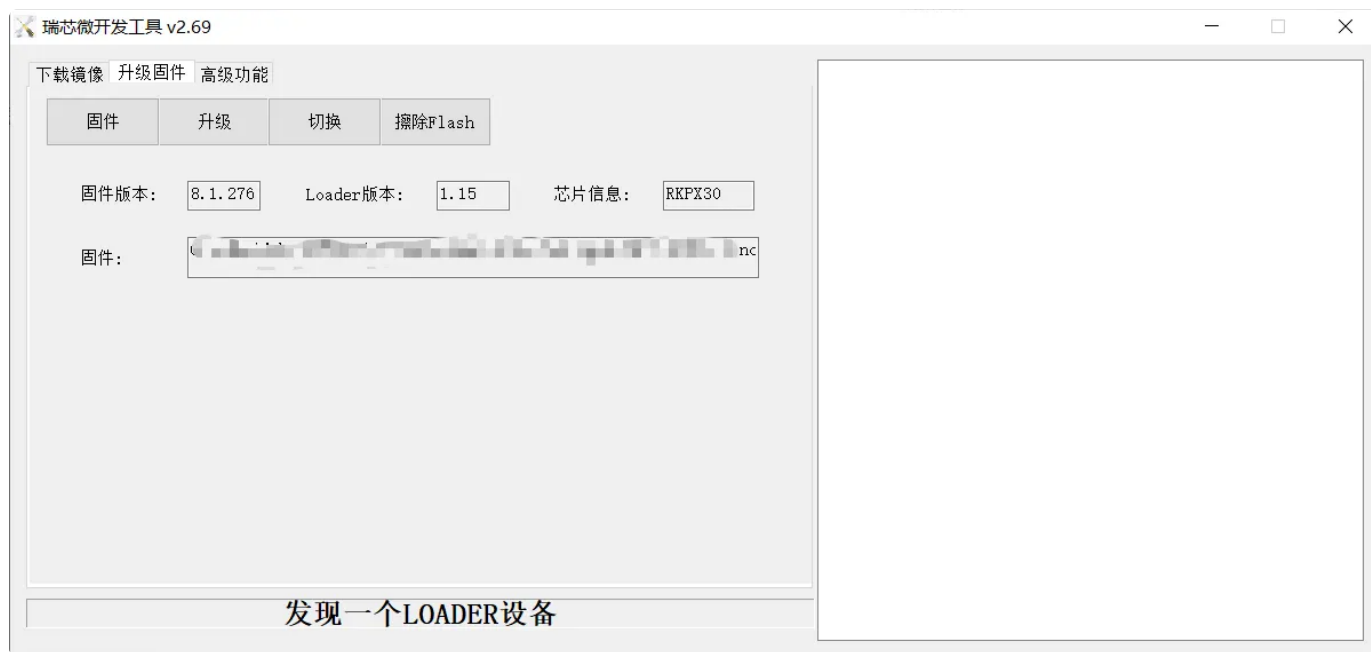 瑞芯微开发工具 v2.69
下载镜像 升级固件 高级功能
固件 升级 切换 擦除Flash
固件版本: 8.1.276 Loader版本: 1.15 芯片信息: RKPX30
固件:
发现一个LOADER设备